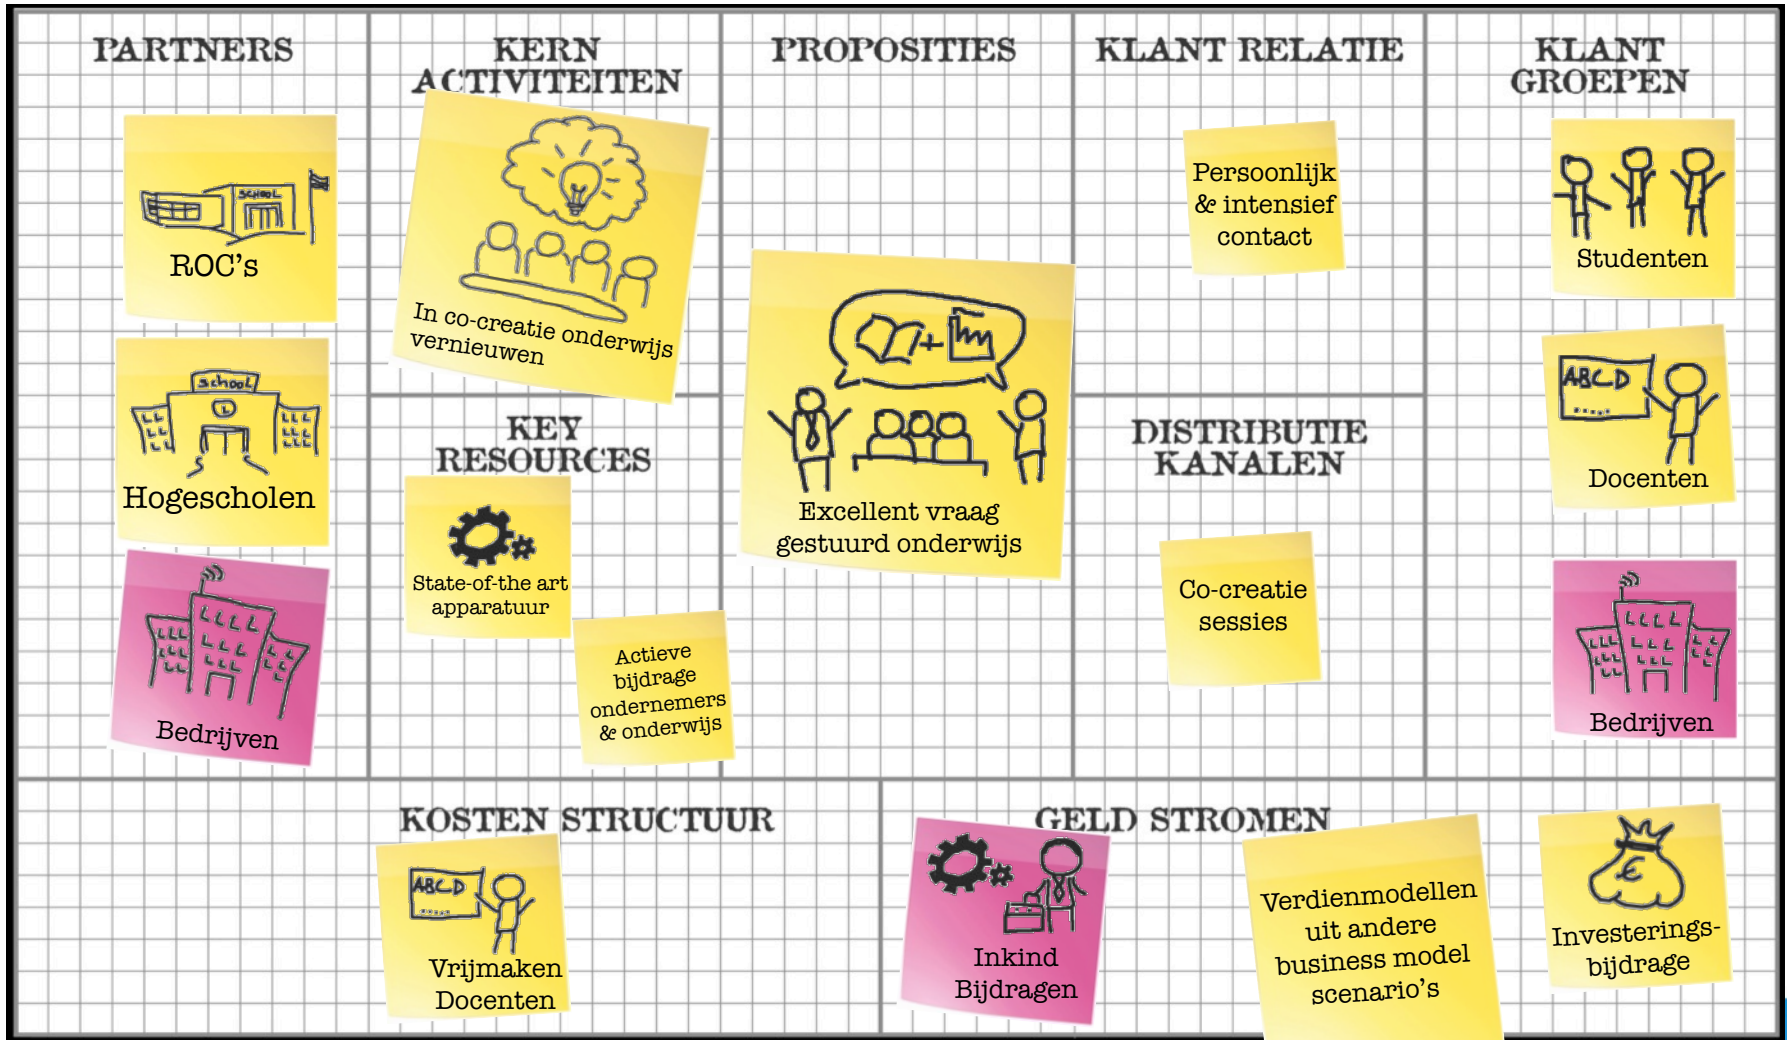 PARTNERS
SCHOOL
ROC's
school
Hogescholen
Bedrijven
KERN
ACTIVITEITEN
In co-creatie onderwijs
vernieuwen
KEY
RESOURCES
State-of-the art
apparatuur
Actieve
bijdrage
ondernemers
& onderwijs
PROPOSITIES
Excellent vraag
gestuurd onderwijs
KLANT RELATIE
Persoonlijk
& intensief
contact
DISTRIBUTIE
KANALEN
Co-creatie
sessies
KLANT
GROEPEN
Studenten
ABCD
Docenten
Bedrijven
KOSTEN STRUCTUUR
ABCD
Vrijmaken
Docenten
GELD STROMEN
Inkind
Bijdragen
Verdienmodellen
uit andere
business model
scenario's
€
Investerings-
bijdrage